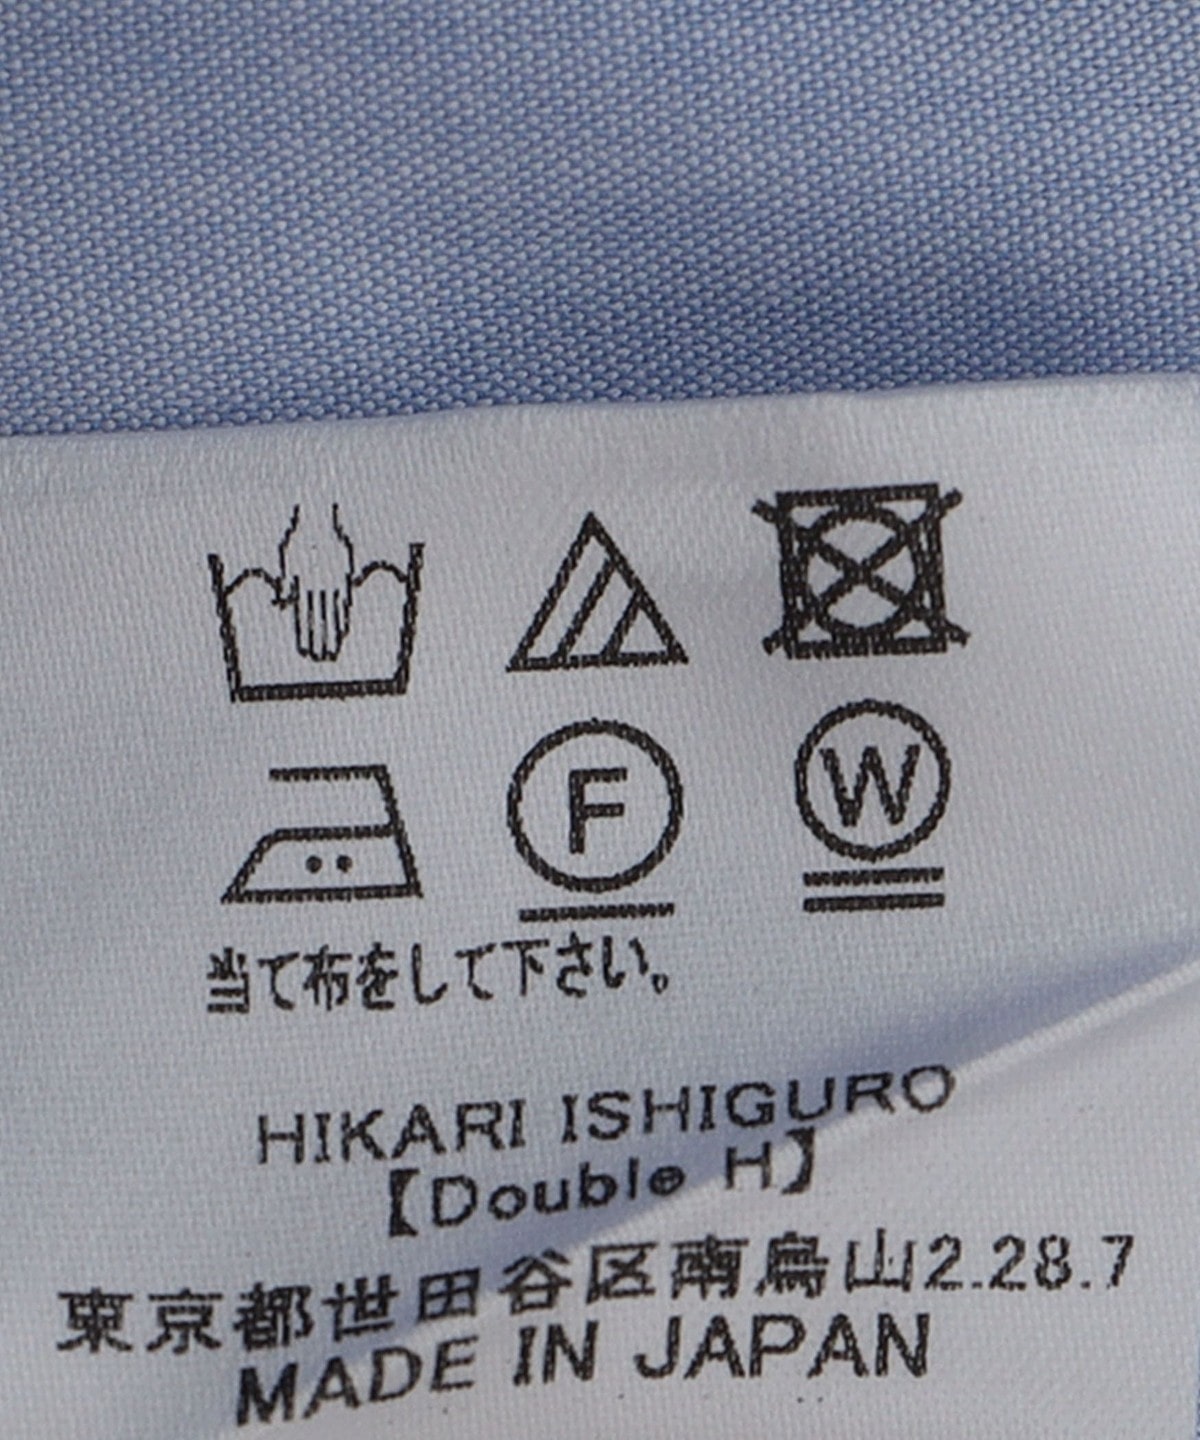 F W
当て布をして下さい。
HIKARI ISHIGURO
【Double H】
東京都世田谷区南烏山2.28.7
MADE IN JAPAN